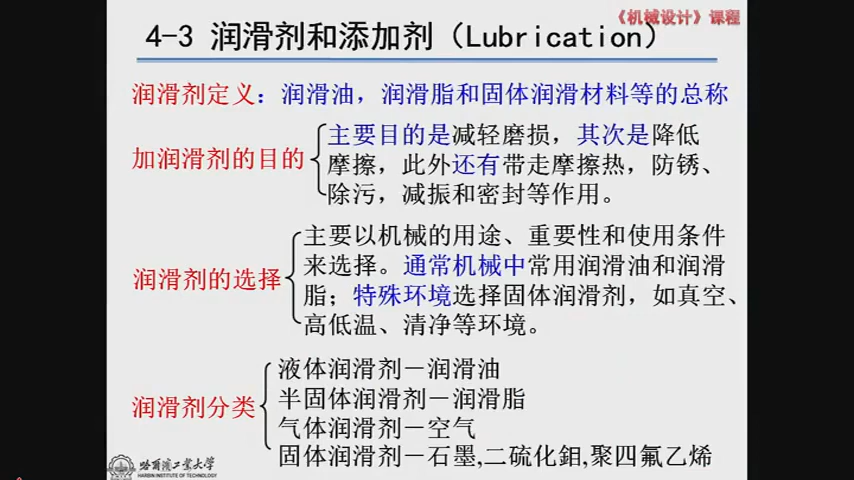 《机械设计》课程
4-3 润滑剂和添加剂（Lubrication）
润滑剂定义：润滑油，润滑脂和固体润滑材料等的总称
加润滑剂的目的
主要目的是减轻磨损，其次是降低
摩擦，此外还有带走摩擦热，防锈、
除污，减振和密封等作用。
润滑剂的选择
主要以机械的用途、重要性和使用条件
来选择。通常机械中常用润滑油和润滑
脂；特殊环境选择固体润滑剂，如真空、
高低温、清净等环境。
润滑剂分类
液体润滑剂－润滑油
半固体润滑剂－润滑脂
气体润滑剂－空气
固体润滑剂－石墨,二硫化鉬,聚四氟乙烯
哈尔滨工业大学
HARBIN INSTITUTE OF TECHNOLOGY